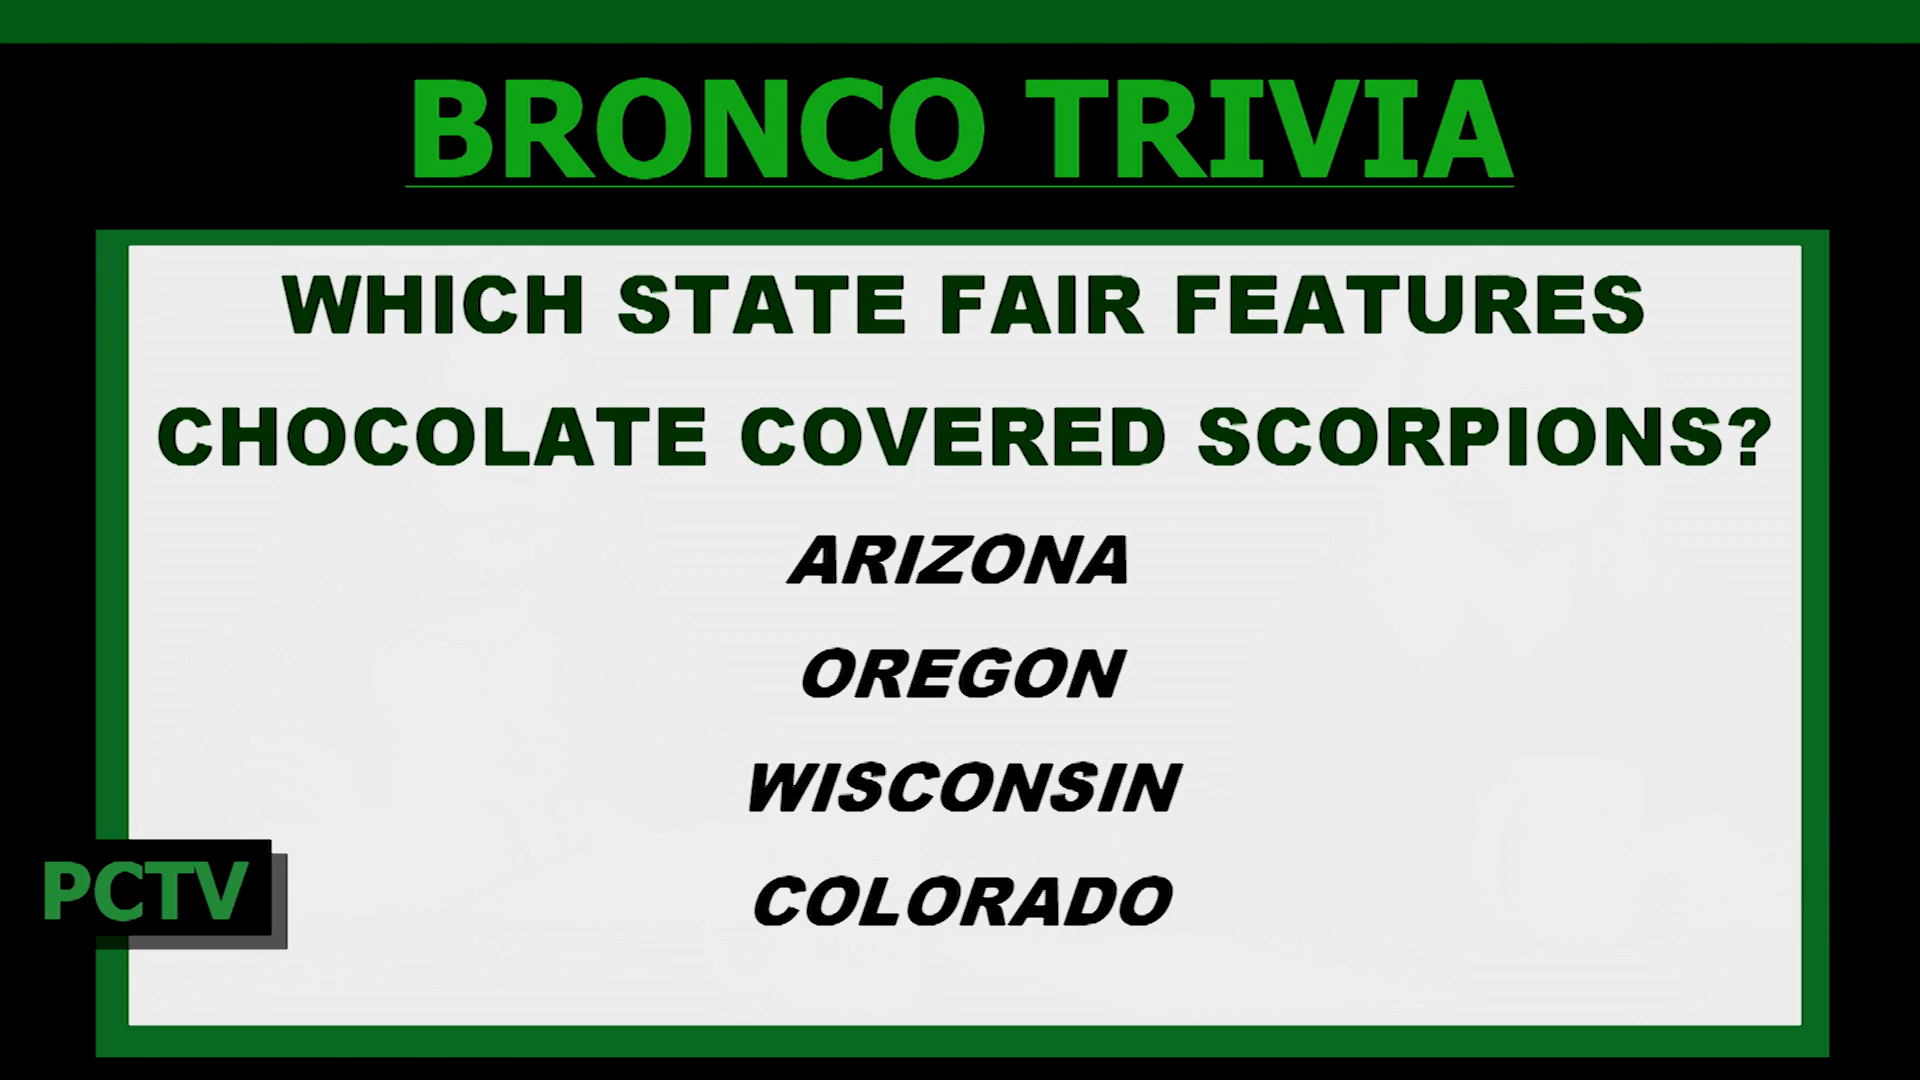 BRONCO TRIVIA
WHICH STATE FAIR FEATURES
CHOCOLATE COVERED SCORPIONS?
ARIZONA
OREGON
WISCONSIN
COLORADO
PCTV